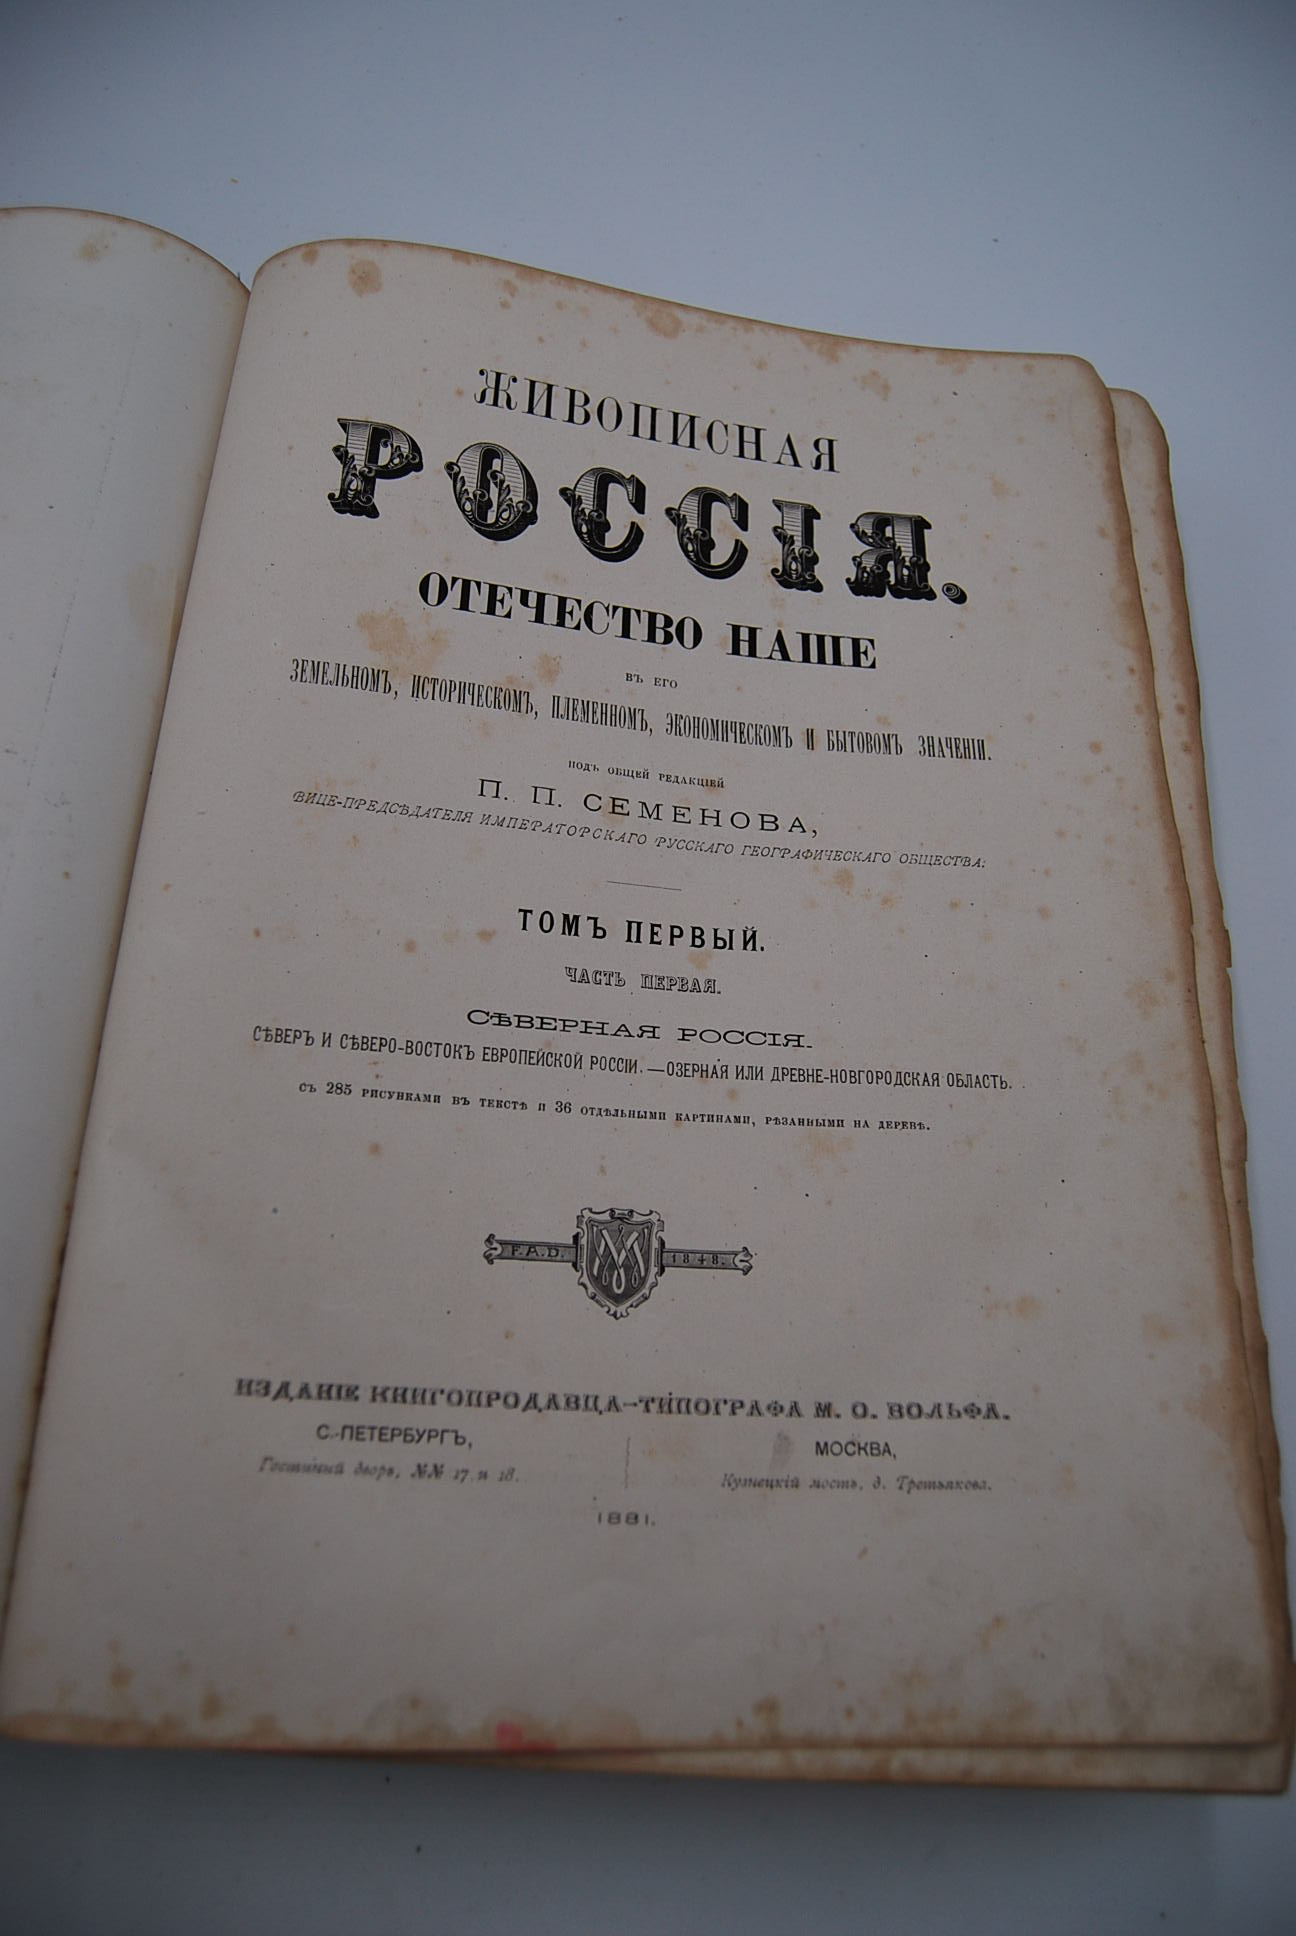 ЖИВОПИСНАЯ
РОССІЯ.
ОТЕЧЕСТВО НАШЕ
ВЪ ЕГО
ЗЕМЕЛЬНОМЪ, ИСТОРИЧЕСКОМЪ, ПЛЕМЕННОМЪ, ЭКОНОМИЧЕСКОМЪ И БЫТОВОМЪ ЗНАЧЕНІИ.
ПОДЪ ОБЩЕЙ РЕДАКЦІЕЙ
П. П. СЕМЕНОВА,
ВИЦЕ-ПРЕДСѢДАТЕЛЯ ИМПЕРАТОРСКАГО РУССКАГО ГЕОГРАФИЧЕСКАГО ОБЩЕСТВА.
ТОМЪ ПЕРВЫЙ.
ЧАСТЬ ПЕРВАЯ.
СѢВЕРНАЯ РОССІЯ.
СѢВЕРЪ И СѢВЕРО-ВОСТОКЪ ЕВРОПЕЙСКОЙ РОССІИ.—ОЗЕРНАЯ ИЛИ ДРЕВНЕ-НОВГОРОДСКАЯ ОБЛАСТЬ.
СЪ 285 РИСУНКАМИ ВЪ ТЕКСТѢ И 36 ОТДѢЛЬНЫМИ КАРТИНАМИ, РѢЗАННЫМИ НА ДЕРЕВѢ.
F.A.D. MW 1848.
ИЗДАНІЕ КНИГОПРОДАВЦА-ТИПОГРАФА М. О. ВОЛЬФА.
С.-ПЕТЕРБУРГЪ, МОСКВА,
Гостиный дворъ, №№ 17 и 18. Кузнецкій мостъ, д. Третьякова.
1881.